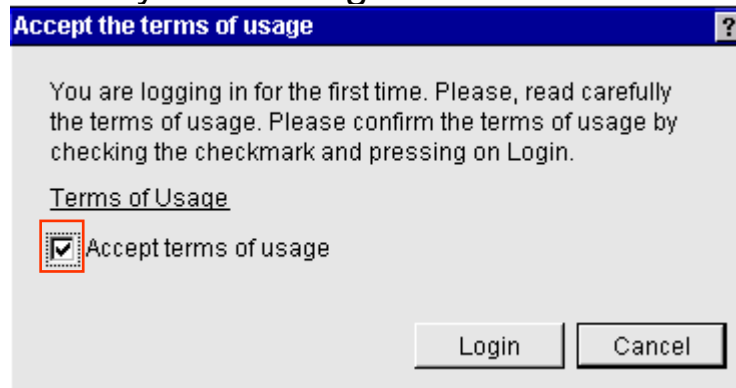 Accept the terms of usage ?
You are logging in for the first time. Please, read carefully
the terms of usage. Please confirm the terms of usage by
checking the checkmark and pressing on Login.
Terms of Usage
Accept terms of usage
Login Cancel